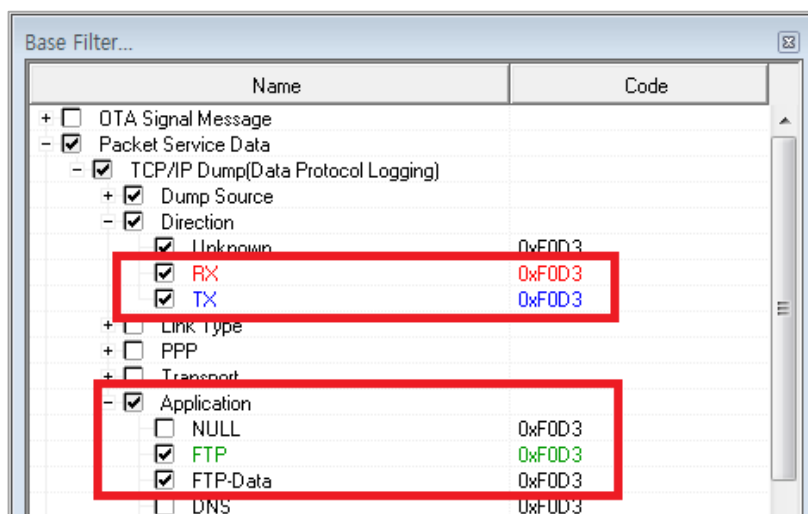 Base Filter...
Name Code
OTA Signal Message
Packet Service Data
TCP/IP Dump(Data Protocol Logging)
Dump Source
Direction
Unknown 0xF0D3
RX 0xF0D3
TX 0xF0D3
Link Type
PPP
Transport
Application
NULL 0xF0D3
FTP 0xF0D3
FTP-Data 0xF0D3
DNS 0xF0D3